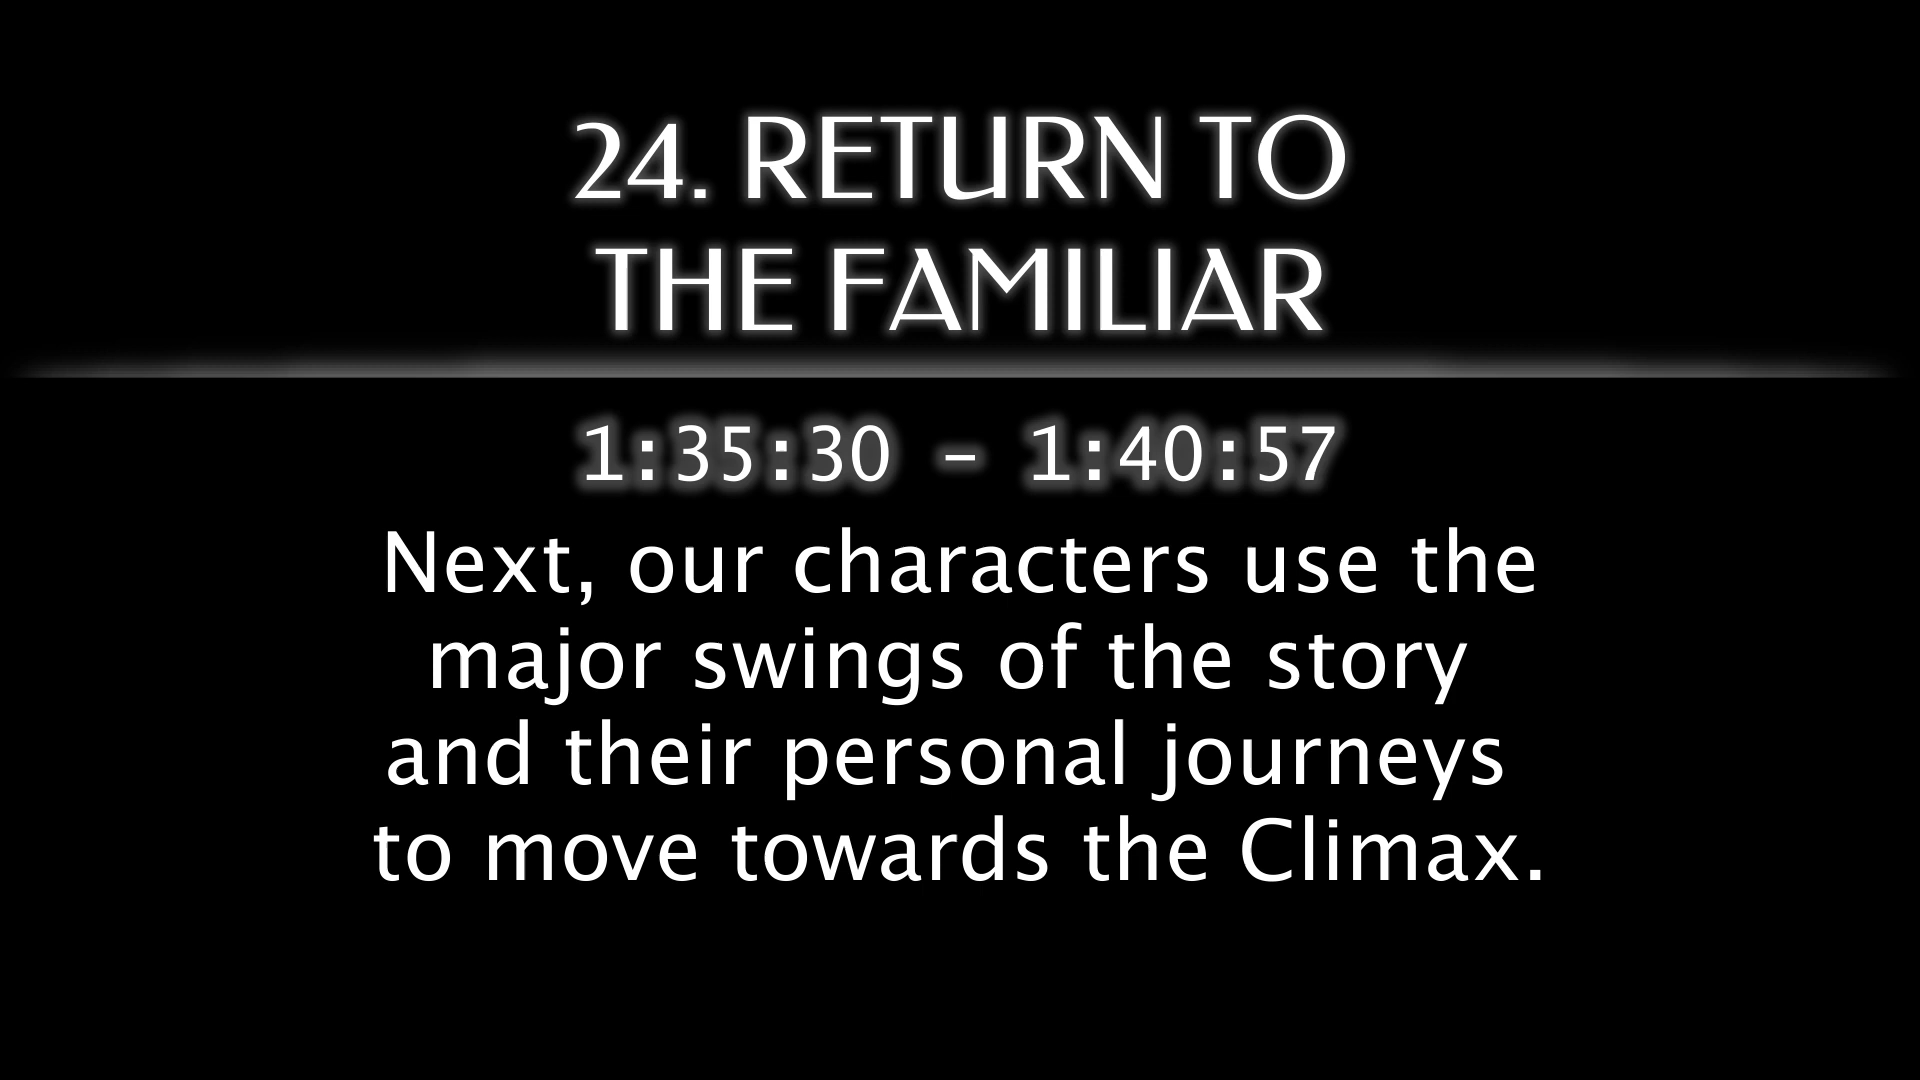 24. RETURN TO
THE FAMILIAR
1:35:30 - 1:40:57
Next, our characters use the
major swings of the story
and their personal journeys
to move towards the Climax.